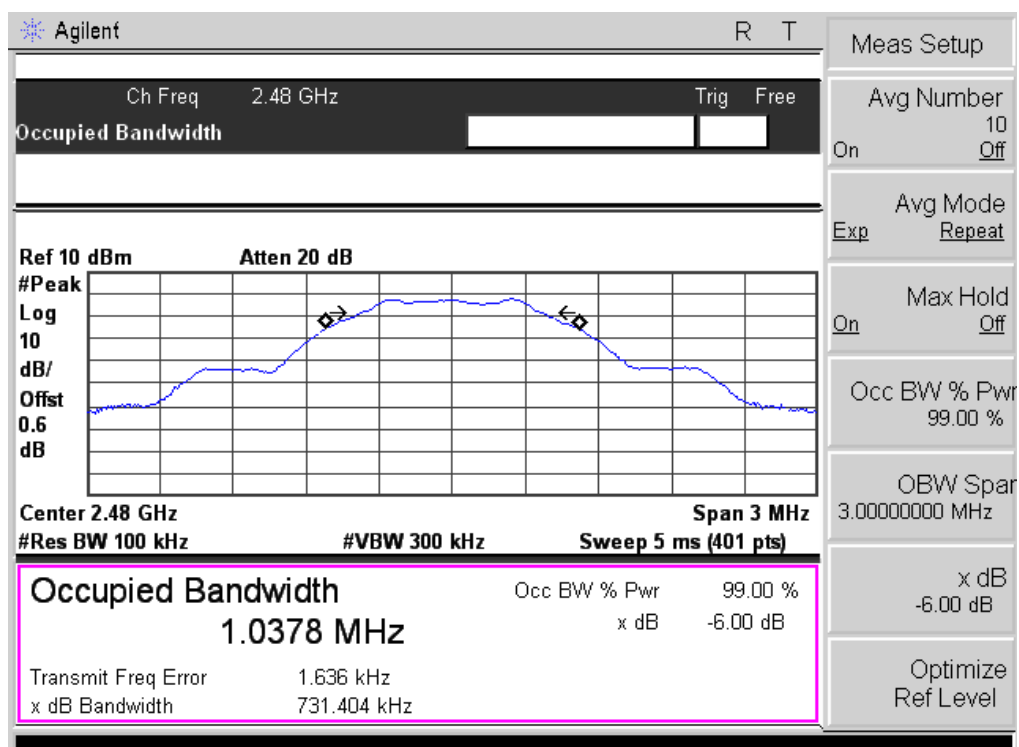 Agilent R T
Ch Freq 2.48 GHz Trig Free
Occupied Bandwidth
Ref 10 dBm Atten 20 dB
#Peak
Log
10
dB/
Offst
0.6
dB
Center 2.48 GHz Span 3 MHz
#Res BW 100 kHz #VBW 300 kHz Sweep 5 ms (401 pts)
Occupied Bandwidth
1.0378 MHz
Occ BW % Pwr 99.00 %
x dB -6.00 dB
Transmit Freq Error 1.636 kHz
x dB Bandwidth 731.404 kHz
Meas Setup
Avg Number
10
On Off
Avg Mode
Exp Repeat
Max Hold
On Off
Occ BW % Pwr
99.00 %
OBW Span
3.00000000 MHz
x dB
-6.00 dB
Optimize
Ref Level